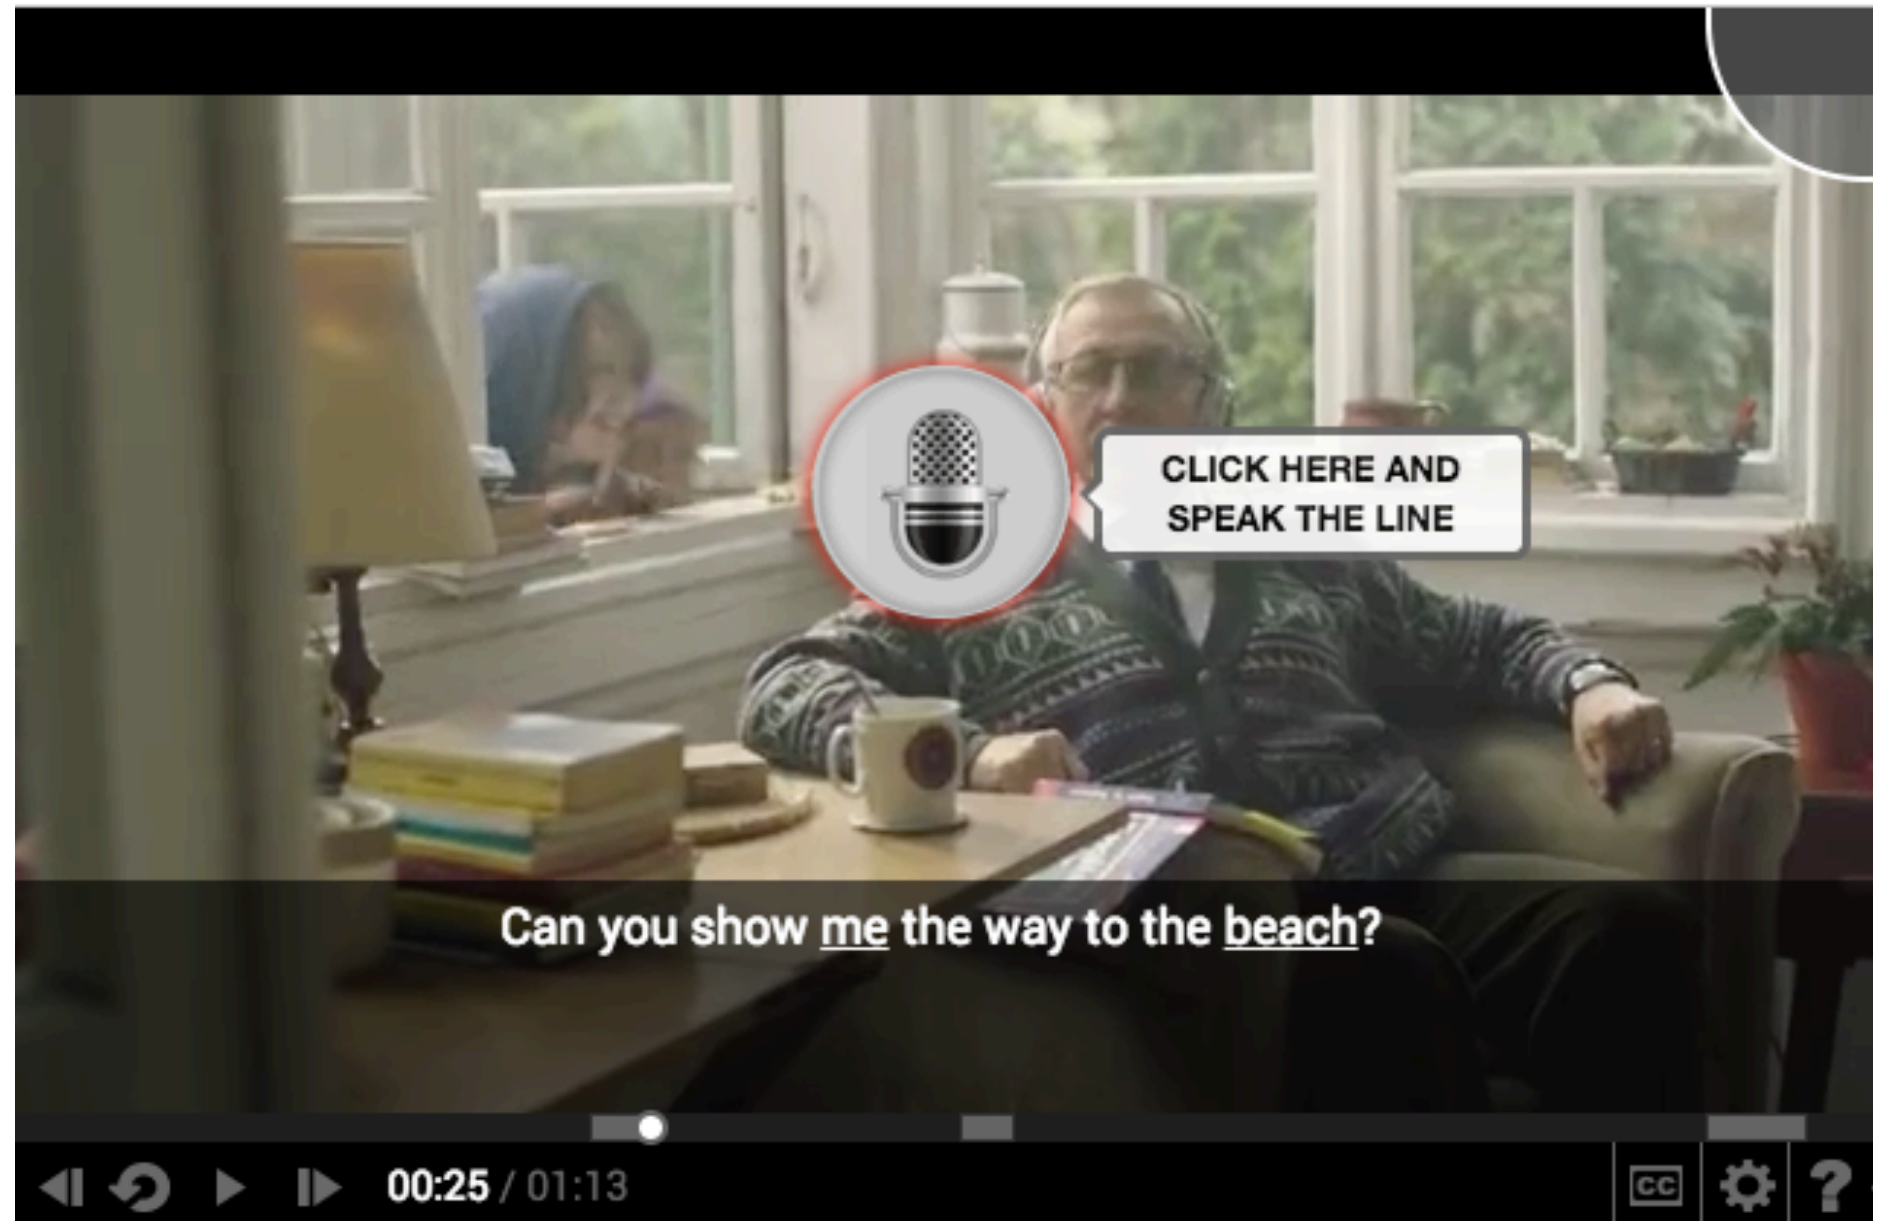 CLICK HERE AND
SPEAK THE LINE
Can you show me the way to the beach?
00:25 / 01:13
CC
?